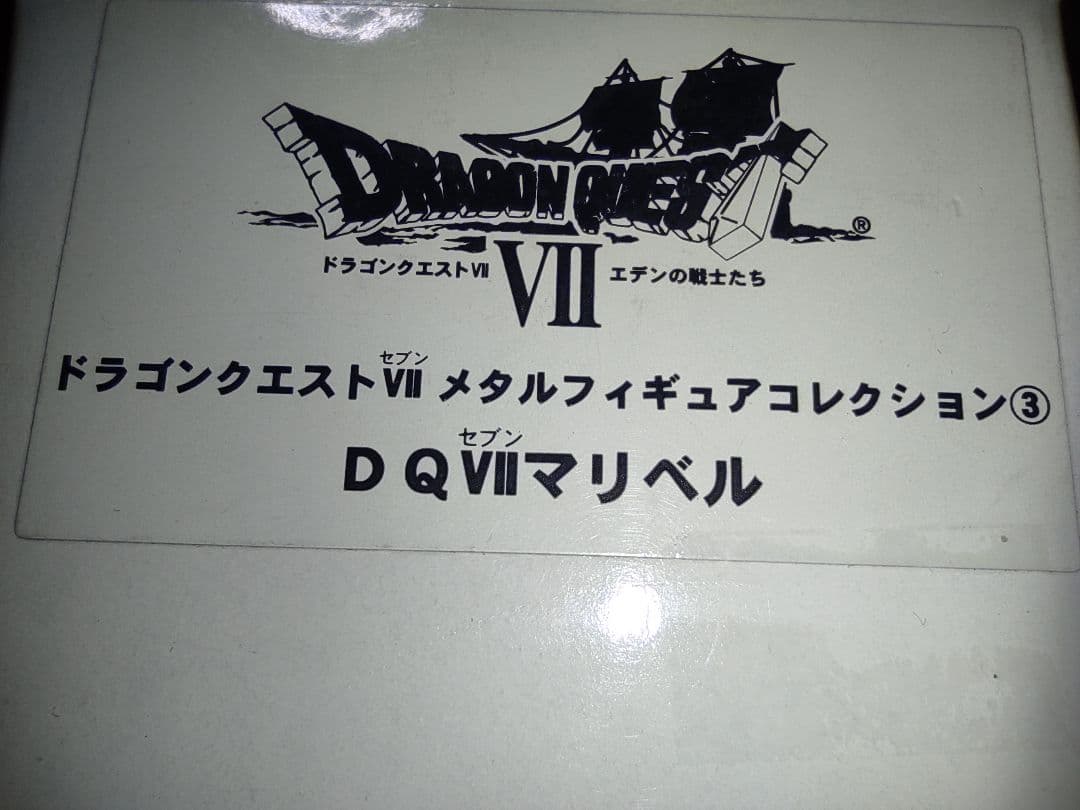 DRAGON QUEST
®
ドラゴンクエストⅦ Ⅶ エデンの戦士たち
セブン
ドラゴンクエストⅦ メタルフィギュアコレクション③
セブン
ＤＱⅦマリベル